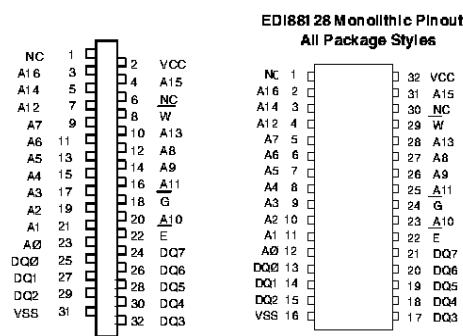 EDI88128 Monolithic Pinout
All Package Styles
NC 1
2 VCC
A16 3
4 A15
A14 5
6 NC
A12 7
8 W
A7 9
10 A13
A6 11
12 A8
A5 13
14 A9
A4 15
16 A11
A3 17
18 G
A2 19
20 A10
A1 21
22 E
AØ 23
24 DQ7
DQØ 25
26 DQ6
DQ1 27
28 DQ5
DQ2 29
30 DQ4
VSS 31
32 DQ3
NC 1
32 VCC
A16 2
31 A15
A14 3
30 NC
A12 4
29 W
A7 5
28 A13
A6 6
27 A8
A5 7
26 A9
A4 8
25 A11
A3 9
24 G
A2 10
23 A10
A1 11
22 E
AØ 12
21 DQ7
DQØ 13
20 DQ6
DQ1 14
19 DQ5
DQ2 15
18 DQ4
VSS 16
17 DQ3